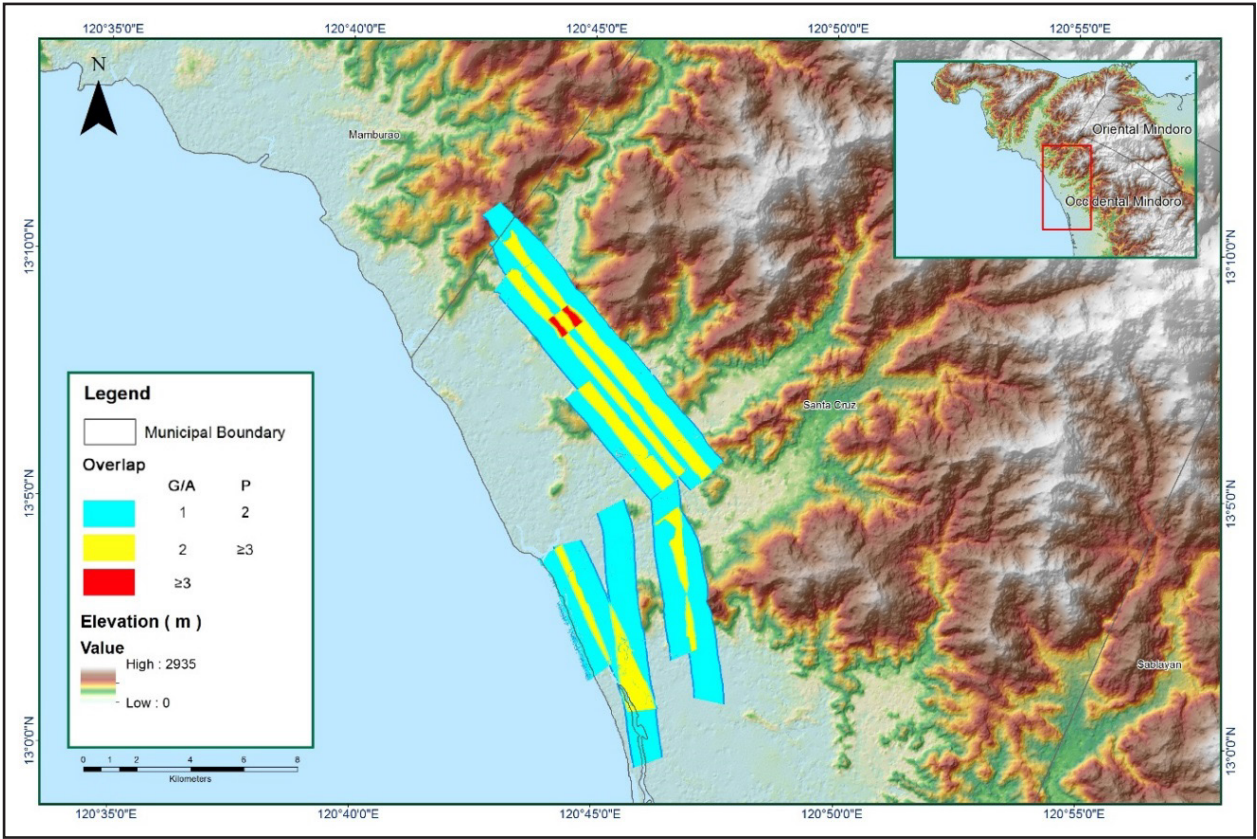 120°35'0"E 120°40'0"E 120°45'0"E 120°50'0"E 120°55'0"E
N
Mamburao
Oriental Mindoro
Occidental Mindoro
13°10'0"N 13°10'0"N
Santa Cruz
Legend
Municipal Boundary
Overlap
G/A P
1 2
2 ≥3
≥3
Elevation ( m )
Value
High : 2935
Low : 0
13°5'0"N 13°5'0"N
Sablayan
13°0'0"N 13°0'0"N
0 1 2 4 6 8
Kilometers
120°35'0"E 120°40'0"E 120°45'0"E 120°50'0"E 120°55'0"E